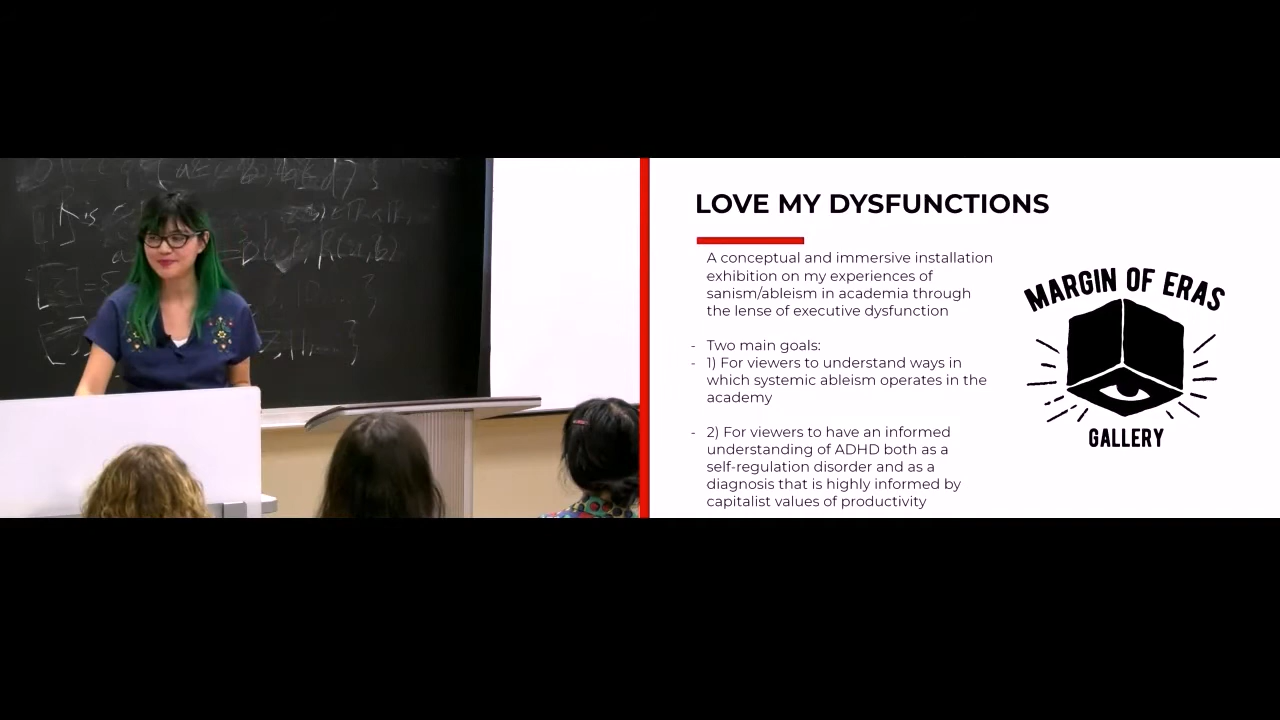 LOVE MY DYSFUNCTIONS
A conceptual and immersive installation
exhibition on my experiences of
sanism/ableism in academia through
the lense of executive dysfunction
- Two main goals:
- 1) For viewers to understand ways in
which systemic ableism operates in the
academy
- 2) For viewers to have an informed
understanding of ADHD both as a
self-regulation disorder and as a
diagnosis that is highly informed by
capitalist values of productivity
MARGIN OF ERAS
GALLERY